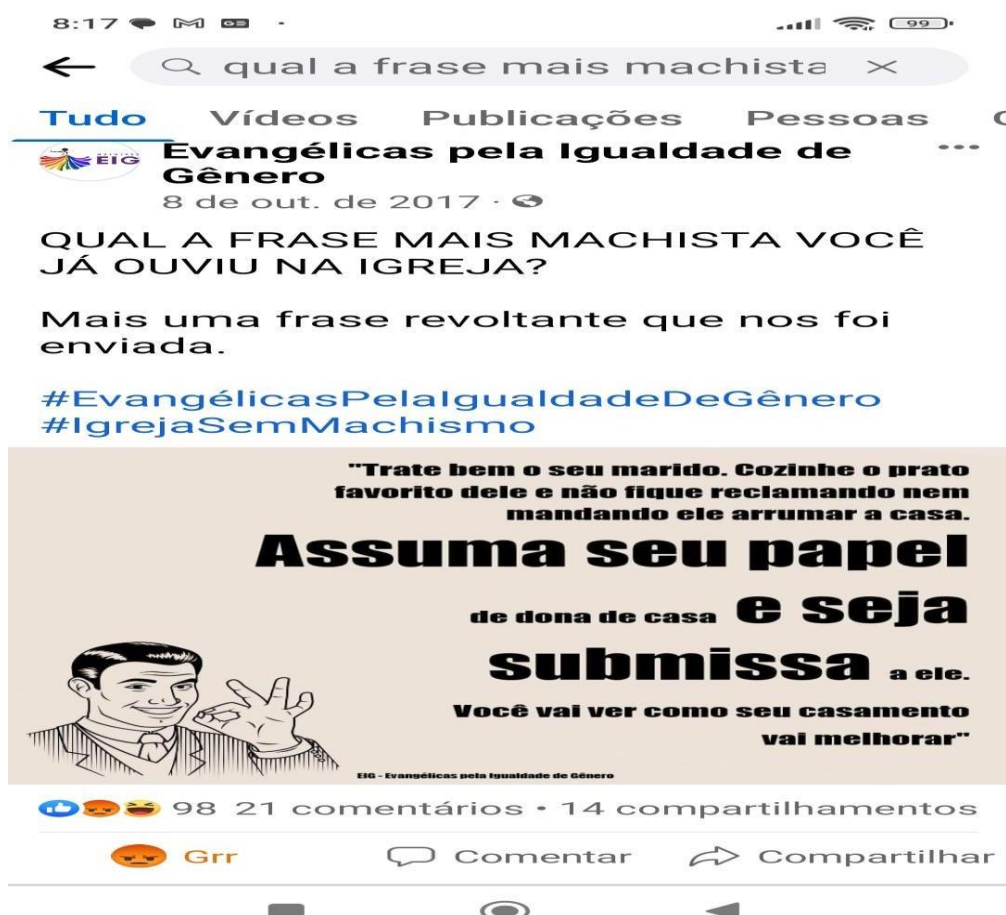 8:17
99
qual a frase mais machista
Tudo Vídeos Publicações Pessoas
EIG
Evangélicas pela Igualdade de
Gênero
8 de out. de 2017 ·
QUAL A FRASE MAIS MACHISTA VOCÊ
JÁ OUVIU NA IGREJA?
Mais uma frase revoltante que nos foi
enviada.
#EvangélicasPelaIgualdadeDeGênero
#IgrejaSemMachismo
"Trate bem o seu marido. Cozinhe o prato
favorito dele e não fique reclamando nem
mandando ele arrumar a casa.
Assuma seu papel
de dona de casa e seja
submissa a ele.
Você vai ver como seu casamento
vai melhorar"
EIG - Evangélicas pela Igualdade de Gênero
98 21 comentários • 14 compartilhamentos
Grr Comentar Compartilhar